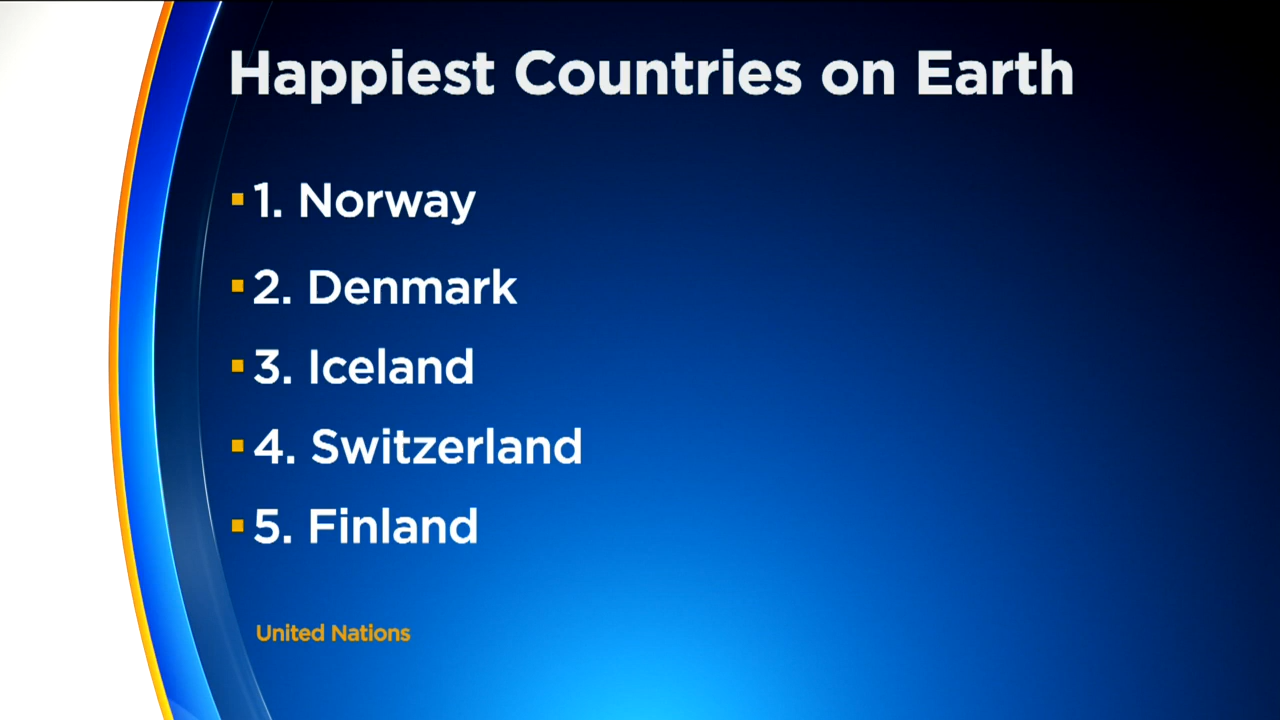 Happiest Countries on Earth
▪ 1. Norway
▪ 2. Denmark
▪ 3. Iceland
▪ 4. Switzerland
▪ 5. Finland
United Nations